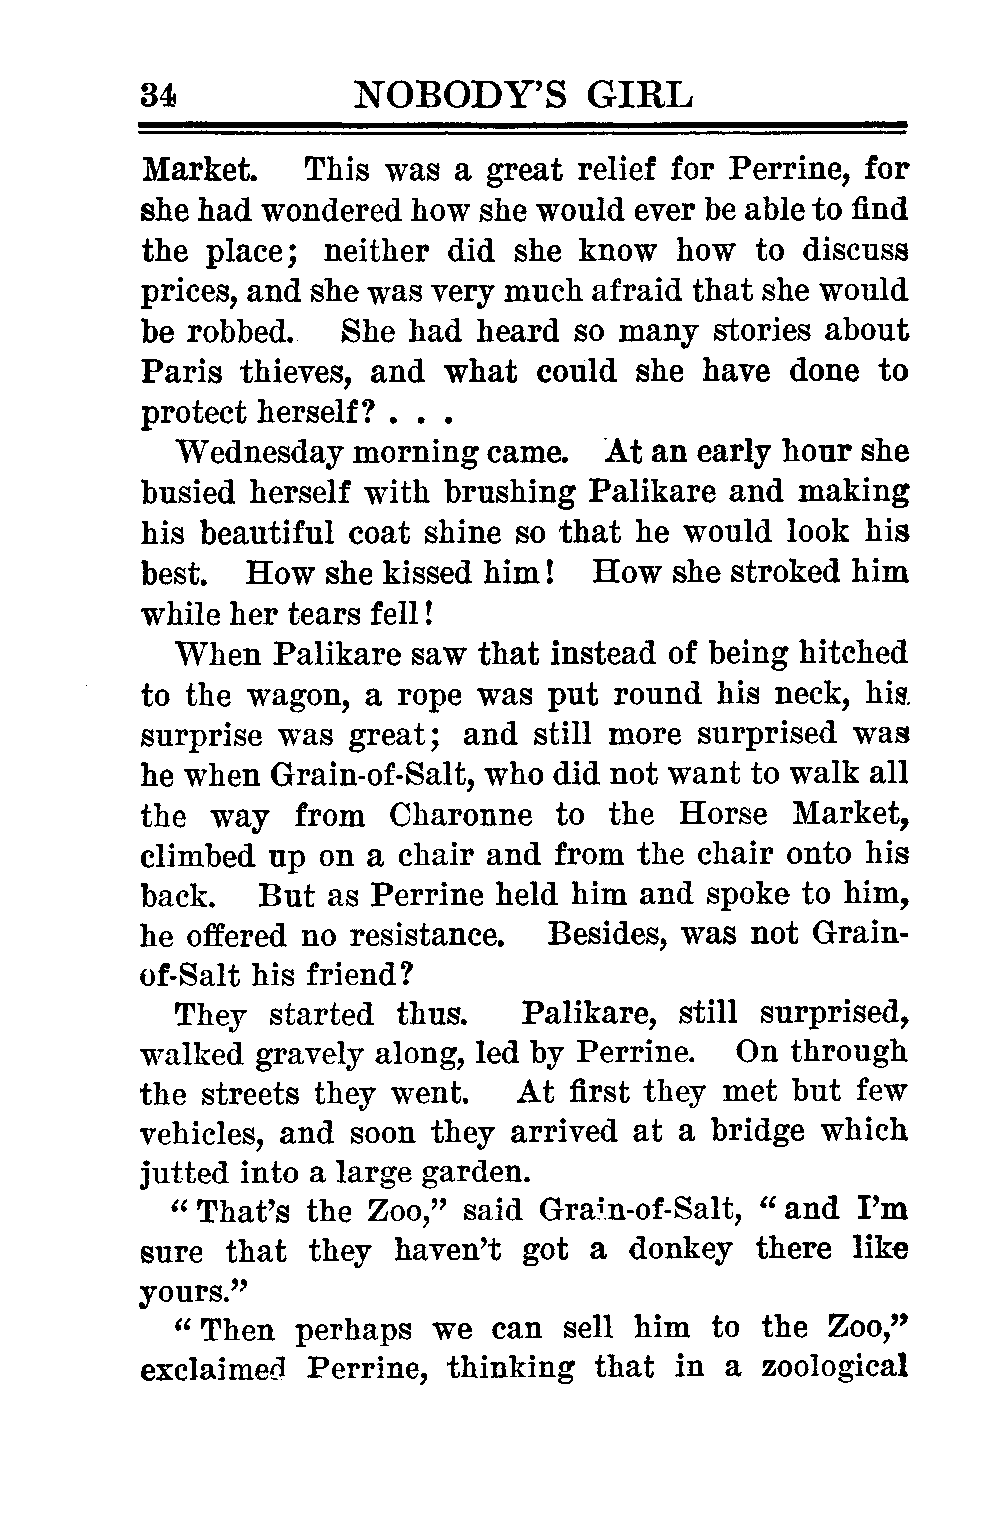 34 NOBODY'S GIRL
Market. This was a great relief for Perrine, for
she had wondered how she would ever be able to find
the place; neither did she know how to discuss
prices, and she was very much afraid that she would
be robbed. She had heard so many stories about
Paris thieves, and what could she have done to
protect herself? . . .
Wednesday morning came. At an early hour she
busied herself with brushing Palikare and making
his beautiful coat shine so that he would look his
best. How she kissed him! How she stroked him
while her tears fell!
When Palikare saw that instead of being hitched
to the wagon, a rope was put round his neck, his
surprise was great; and still more surprised was
he when Grain-of-Salt, who did not want to walk all
the way from Charonne to the Horse Market,
climbed up on a chair and from the chair onto his
back. But as Perrine held him and spoke to him,
he offered no resistance. Besides, was not Grain-
of-Salt his friend?
They started thus. Palikare, still surprised,
walked gravely along, led by Perrine. On through
the streets they went. At first they met but few
vehicles, and soon they arrived at a bridge which
jutted into a large garden.
“That's the Zoo,” said Grain-of-Salt, “and I'm
sure that they haven't got a donkey there like
yours.”
“Then perhaps we can sell him to the Zoo,”
exclaimed Perrine, thinking that in a zoological